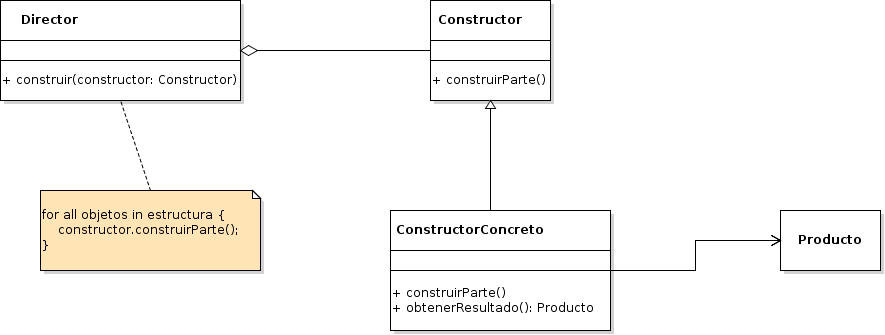 Director
+ construir(constructor: Constructor)
Constructor
+ construirParte()
for all objetos in estructura {
constructor.construirParte();
}
ConstructorConcreto
+ construirParte()
+ obtenerResultado(): Producto
Producto